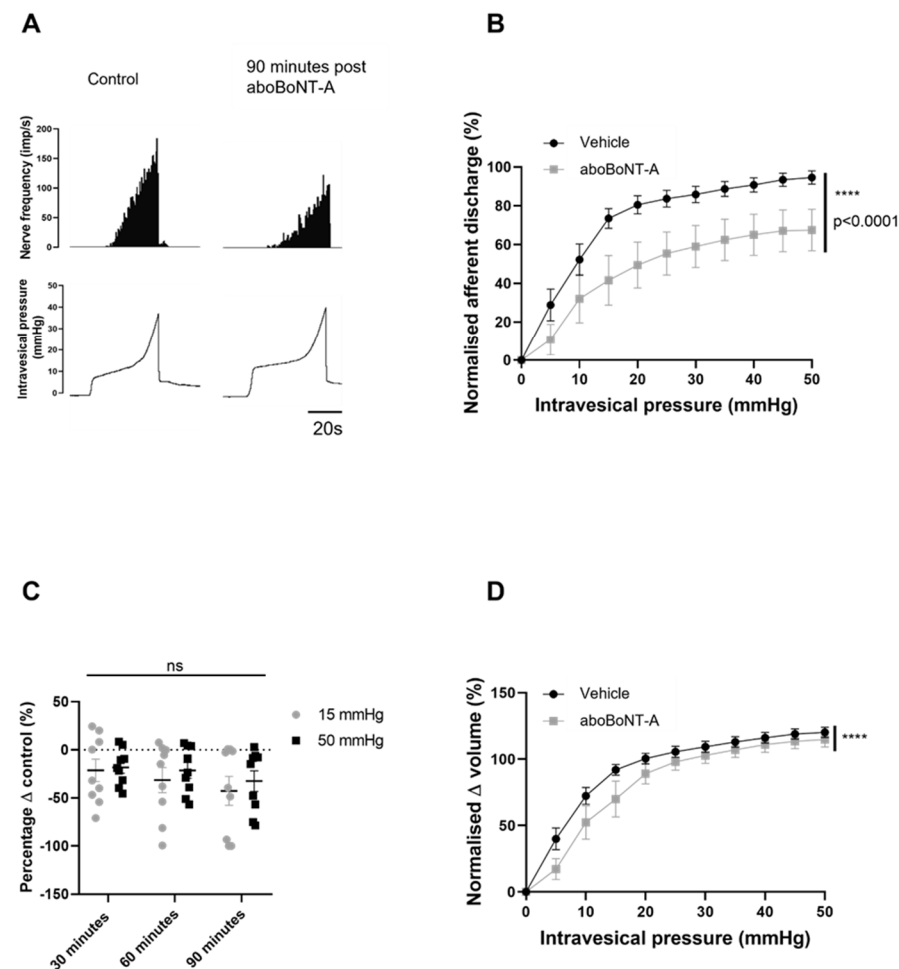 A
Control
90 minutes post
aboBoNT-A
Nerve frequency (imp/s)
200
150
100
50
0
Intravesical pressure
(mmHg)
50
40
30
20
10
0
20s
B
Vehicle
aboBoNT-A
Normalised afferent discharge (%)
100
80
60
40
20
0
0 10 20 30 40 50
Intravesical pressure (mmHg)
****
p<0.0001
C
ns
Percentage Δ control (%)
50
0
-50
-100
-150
15 mmHg
50 mmHg
30 minutes
60 minutes
90 minutes
D
Vehicle
aboBoNT-A
Normalised Δ volume (%)
150
100
50
0
0 10 20 30 40 50
Intravesical pressure (mmHg)
****